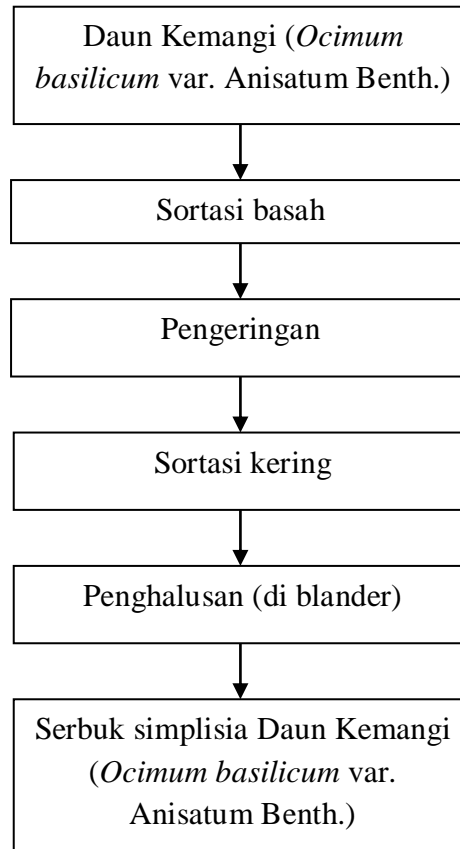 Daun Kemangi (Ocimum
basilicum var. Anisatum Benth.)
Sortasi basah
Pengeringan
Sortasi kering
Penghalusan (di blander)
Serbuk simplisia Daun Kemangi
(Ocimum basilicum var.
Anisatum Benth.)